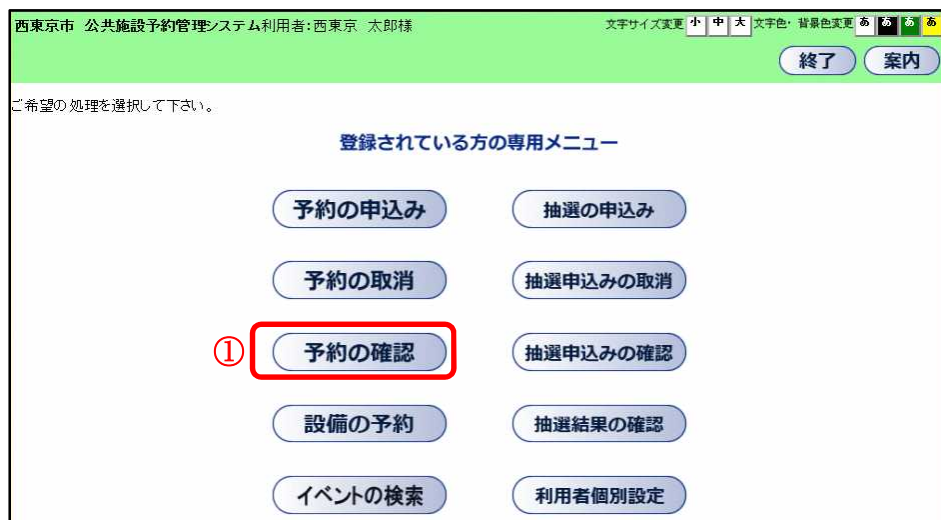 西東京市 公共施設予約管理システム利用者:西東京 太郎様 文字サイズ変更 小 中 大 文字色・背景色変更 あ あ あ あ
終了 案内
ご希望の処理を選択して下さい。
登録されている方の専用メニュー
予約の申込み 抽選の申込み
予約の取消 抽選申込みの取消
① 予約の確認 抽選申込みの確認
設備の予約 抽選結果の確認
イベントの検索 利用者個別設定